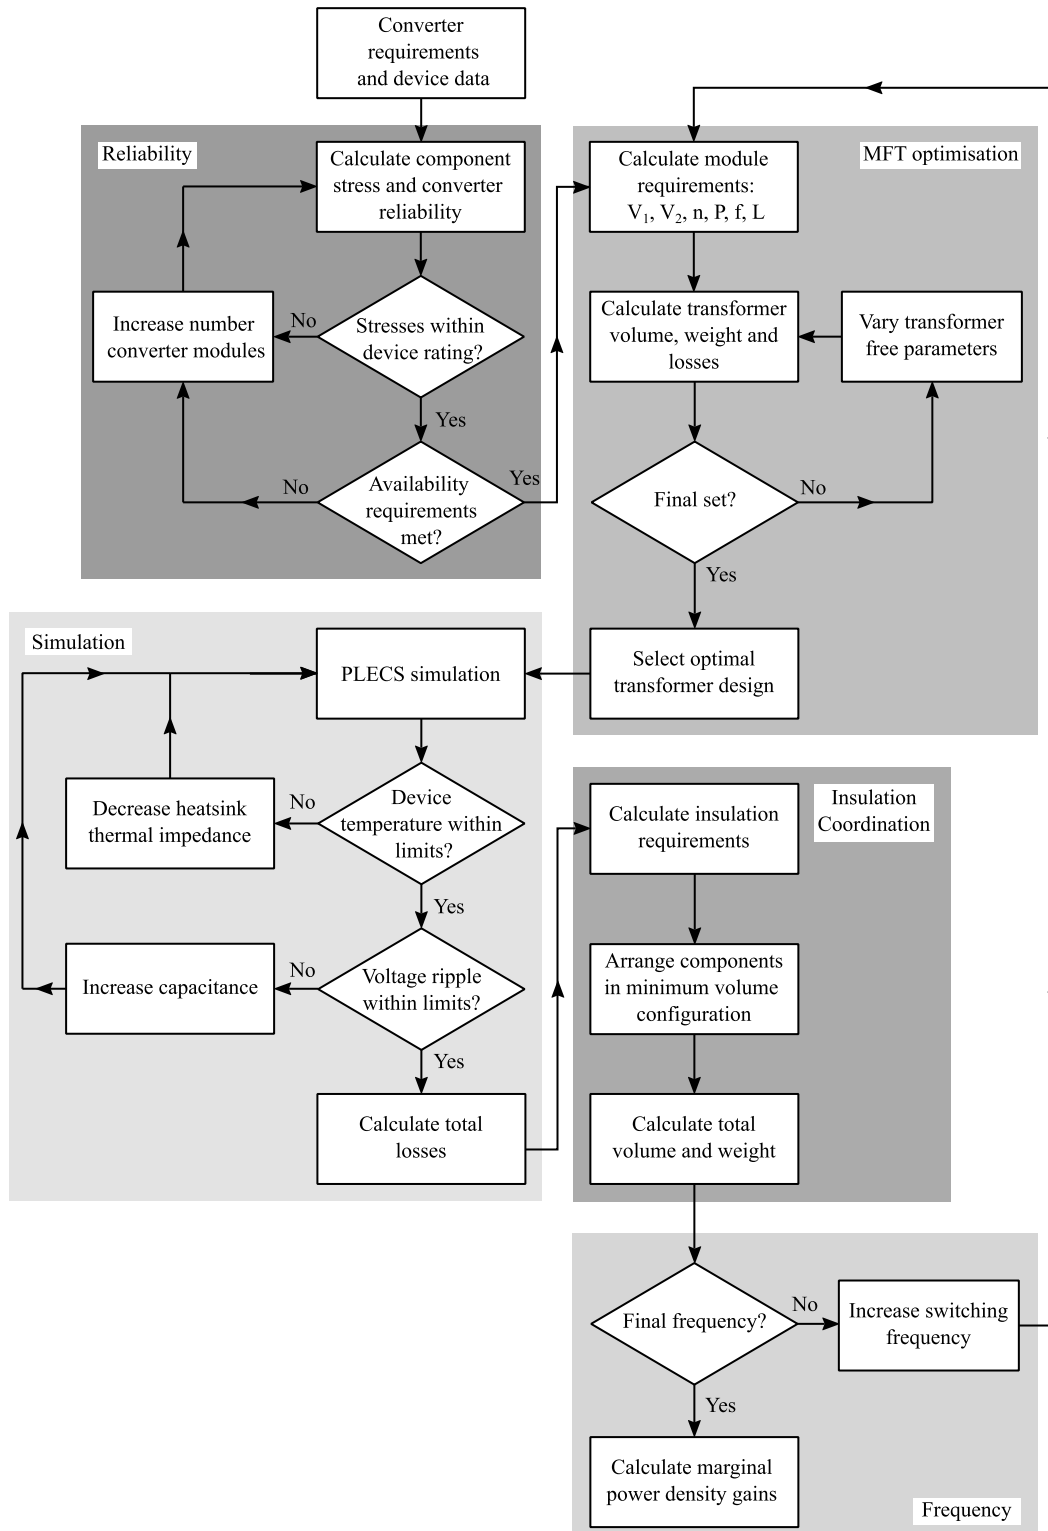 Converter
requirements
and device data
Reliability
Calculate component
stress and converter
reliability
Stresses within
device rating?
No
Increase number
converter modules
Yes
Availability
requirements
met?
No
Yes
MFT optimisation
Calculate module
requirements:
V₁, V₂, n, P, f, L
Calculate transformer
volume, weight and
losses
Vary transformer
free parameters
Final set?
No
Yes
Select optimal
transformer design
Simulation
PLECS simulation
Device
temperature within
limits?
No
Decrease heatsink
thermal impedance
Yes
Voltage ripple
within limits?
No
Increase capacitance
Yes
Calculate total
losses
Insulation
Coordination
Calculate insulation
requirements
Arrange components
in minimum volume
configuration
Calculate total
volume and weight
Final frequency?
No
Increase switching
frequency
Yes
Calculate marginal
power density gains
Frequency